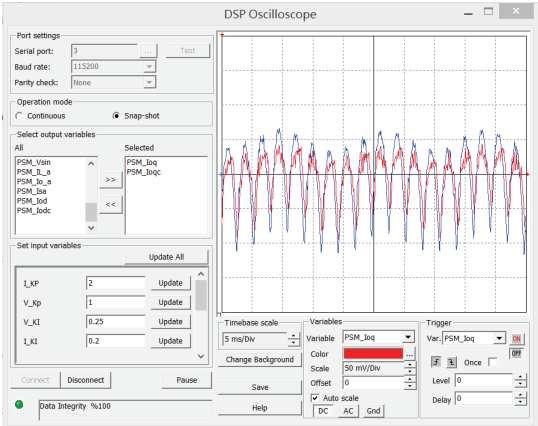 DSP Oscilloscope
Port settings
Serial port: 3 ... Test
Baud rate: 115200
Parity check: None
Operation mode
Continuous Snap-shot
Select output variables
All Selected
PSM_Vsin PSM_Ioq
PSM_IL_a PSM_Ioqc
PSM_Io_a >>
PSM_Isa
PSM_Iod <<
PSM_Iodc
Set input variables
Update All
I_KP 2 Update
V_Kp 1 Update
V_KI 0.25 Update
I_KI 0.2 Update
Connect Disconnect Pause
Data Integrity %100
Timebase scale
5 ms/Div
Change Background
Save
Help
Variables
Variable PSM_Ioq
Color ...
Scale 50 mV/Div
Offset 0
Auto scale
DC AC Gnd
Trigger
Var. PSM_Ioq ON
OFF
Once
Level 0
Delay 0